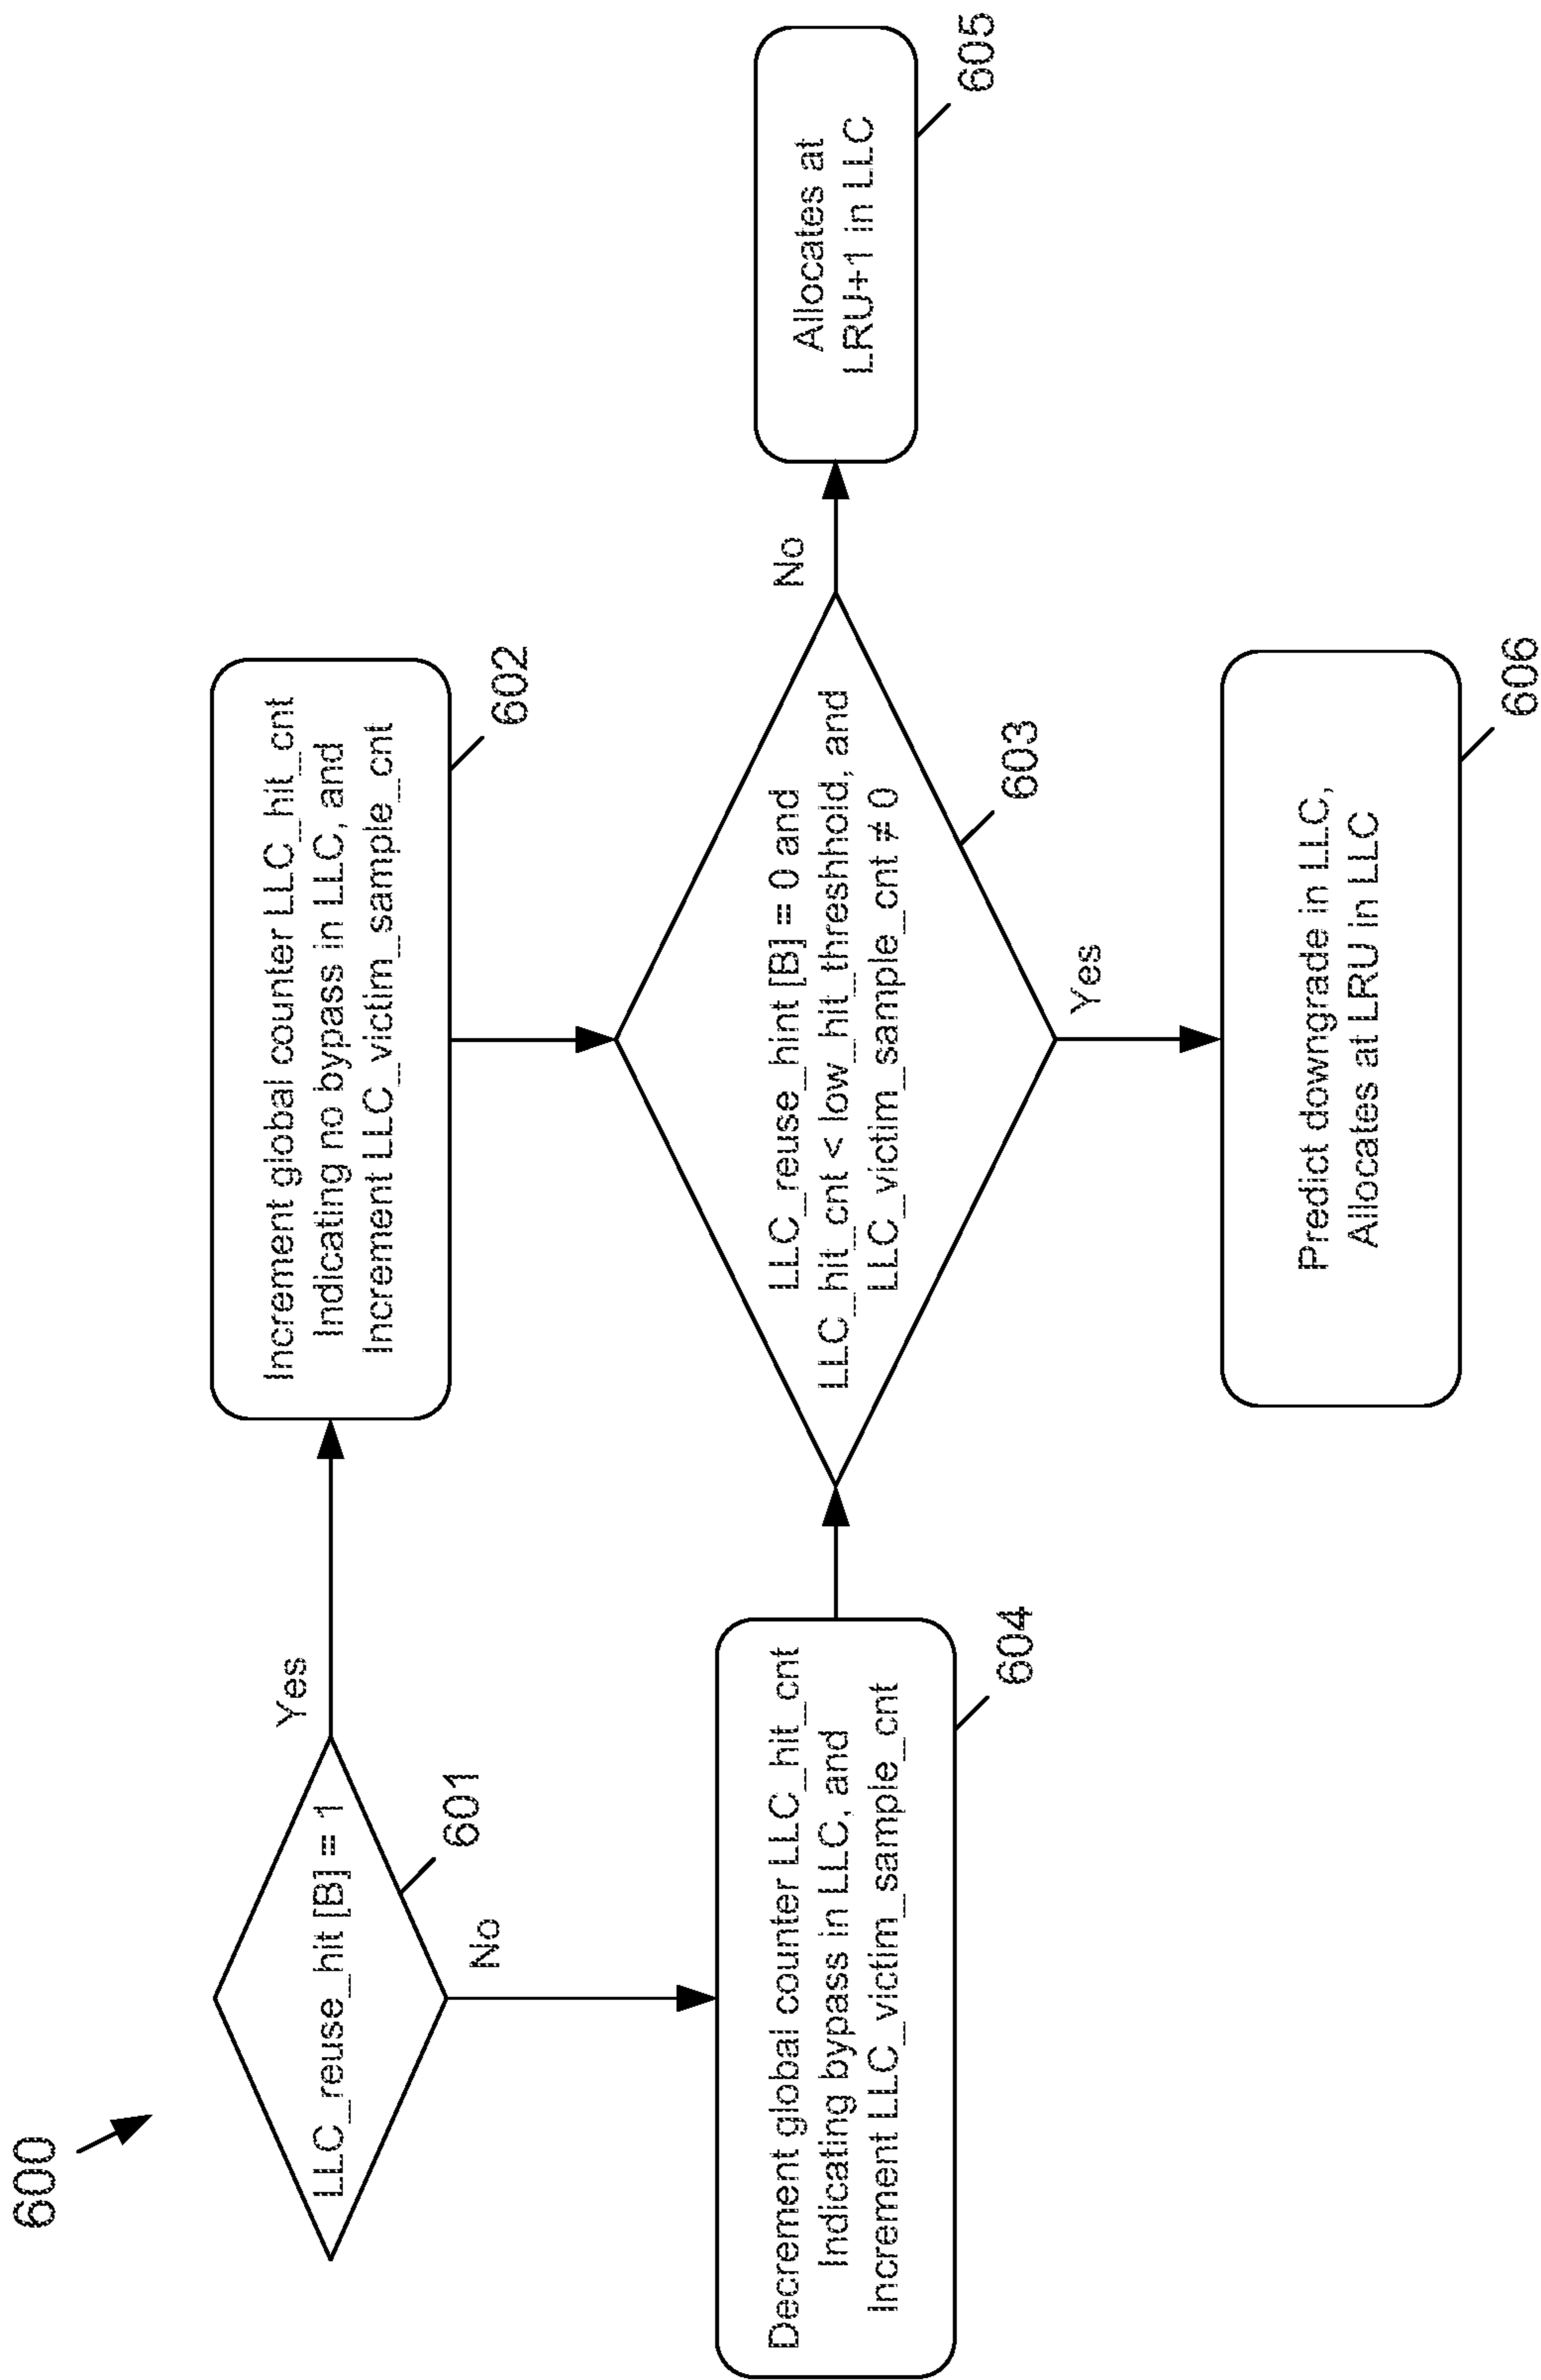 600
LLC_reuse_hit [B] = 1
601
Yes
No
Increment global counter LLC_hit_cnt
Indicating no bypass in LLC, and
Increment LLC_victim_sample_cnt
602
Decrement global counter LLC_hit_cnt
Indicating bypass in LLC, and
Increment LLC_victim_sample_cnt
604
LLC_reuse_hint [B] = 0 and
LLC_hit_cnt < low_hit_threshhold, and
LLC_victim_sample_cnt ≠ 0
603
No
Allocates at
LRU+1 in LLC
605
Yes
Predict downgrade in LLC,
Allocates at LRU in LLC
606